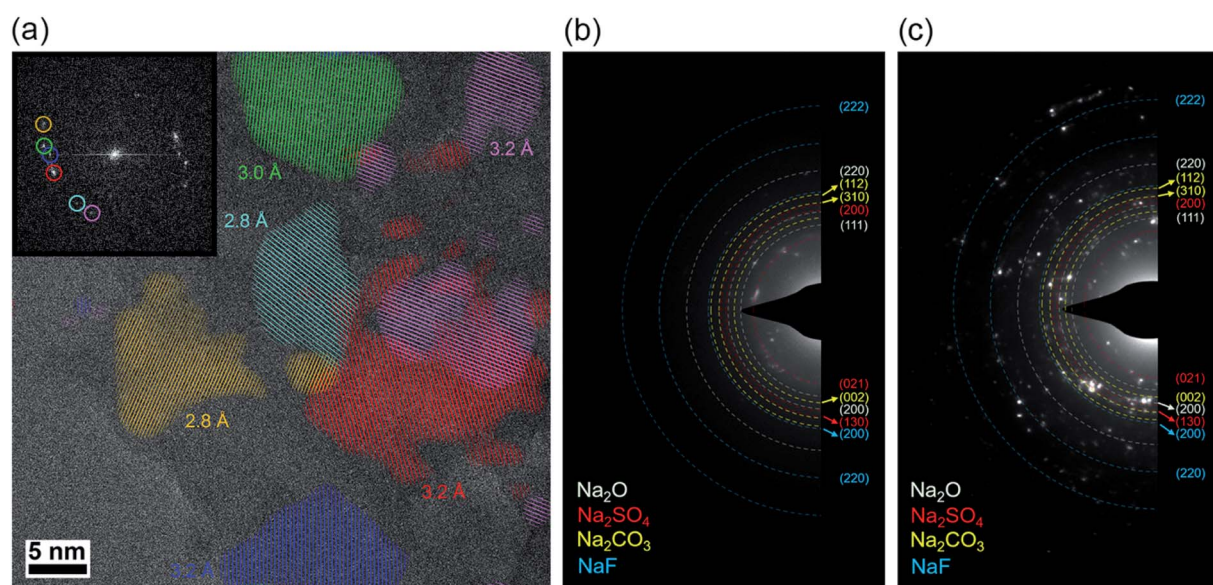 (a)
3.0 Å
3.2 Å
2.8 Å
2.8 Å
3.2 Å
3.2 Å
5 nm
(b)
(222)
(220)
(112)
(310)
(200)
(111)
(021)
(002)
(200)
(130)
(200)
(220)
Na₂O
Na₂SO₄
Na₂CO₃
NaF
(c)
(222)
(220)
(112)
(310)
(200)
(111)
(021)
(002)
(200)
(130)
(200)
(220)
Na₂O
Na₂SO₄
Na₂CO₃
NaF